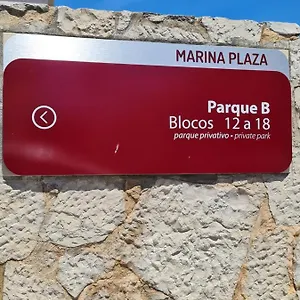 MARINA PLAZA
Parque B
Blocos 12 a 18
parque privativo • private park